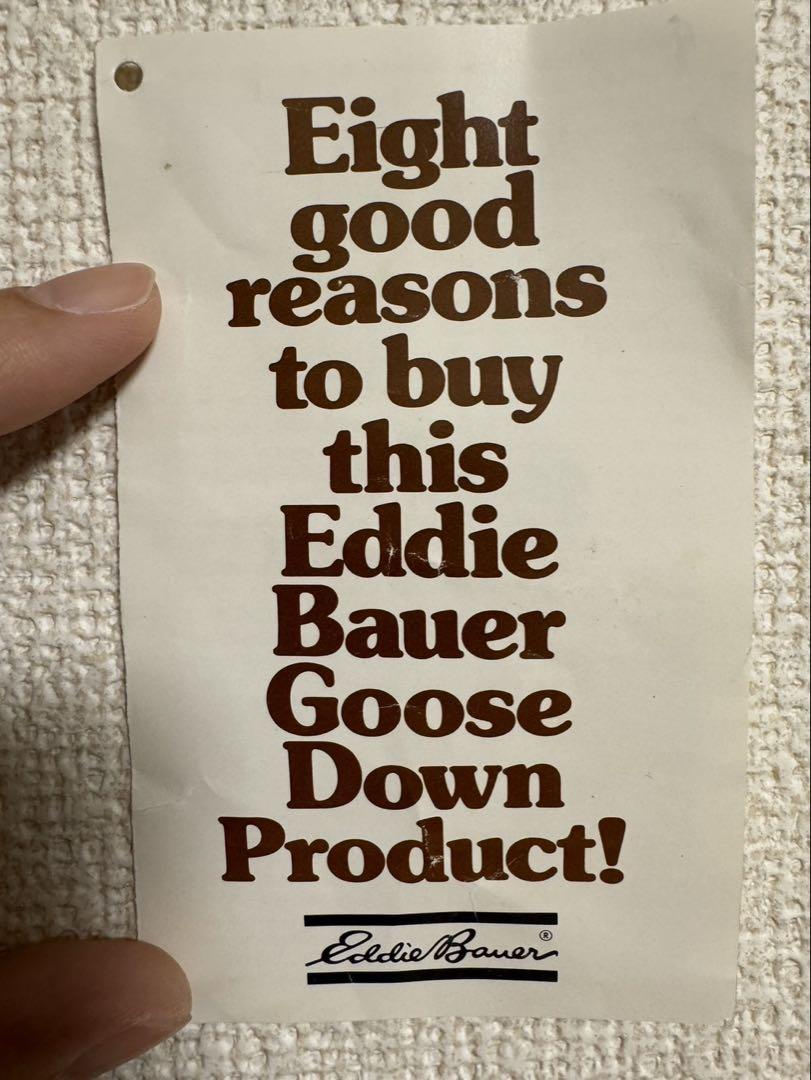 Eight
good
reasons
to buy
this
Eddie
Bauer
Goose
Down
Product!
Eddie Bauer®